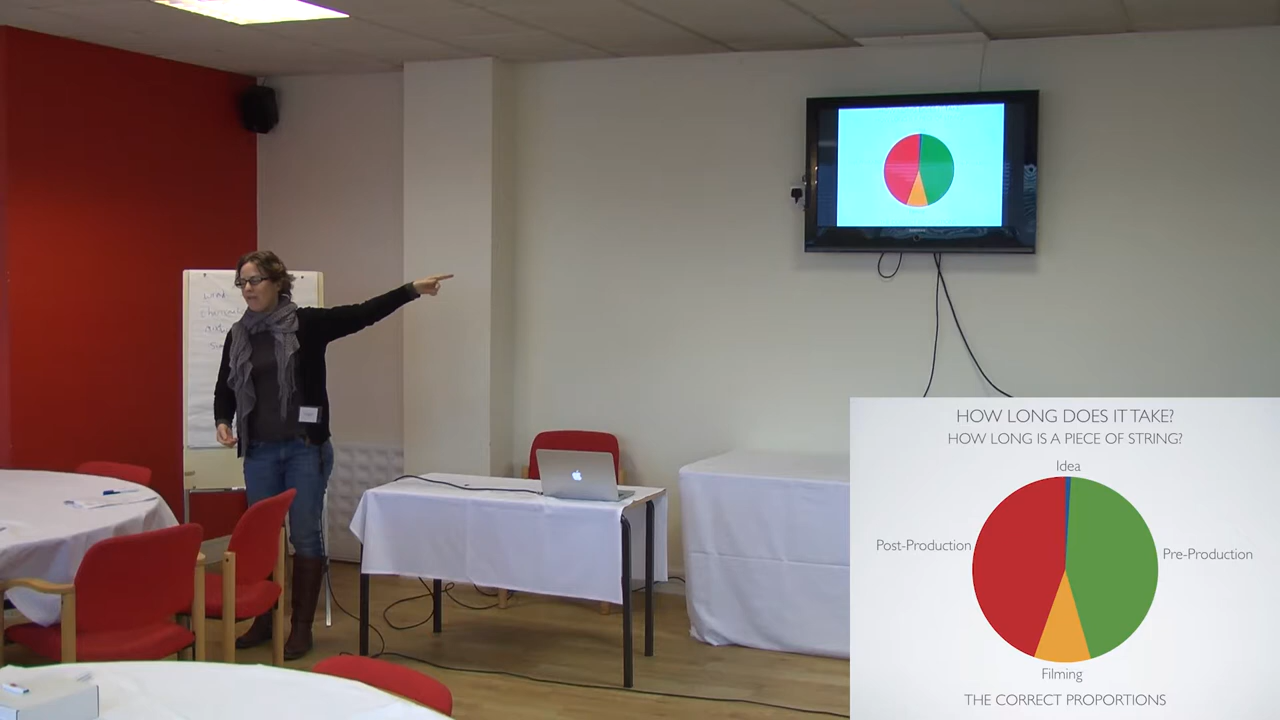 HOW LONG DOES IT TAKE?
HOW LONG IS A PIECE OF STRING?
Idea
Post-Production
Pre-Production
Filming
THE CORRECT PROPORTIONS